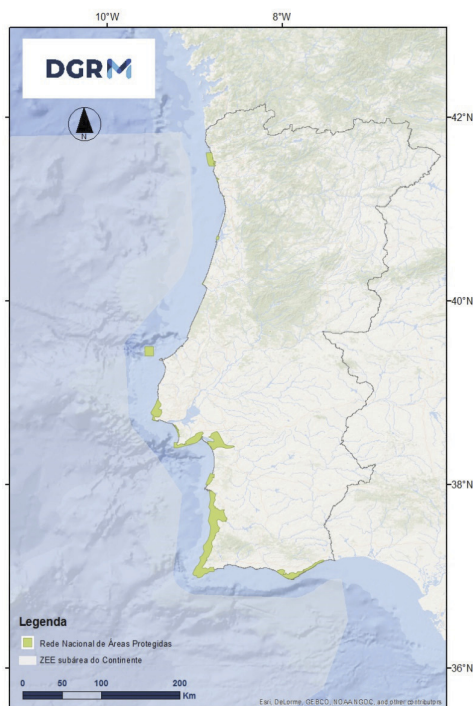 10°W 8°W
DGRM
N
42°N
40°N
38°N
36°N
Legenda
Rede Nacional de Áreas Protegidas
ZEE subárea do Continente
0 50 100 200
Km
Esri, DeLorme, GEBCO, NOAA NGDC, and other contributors